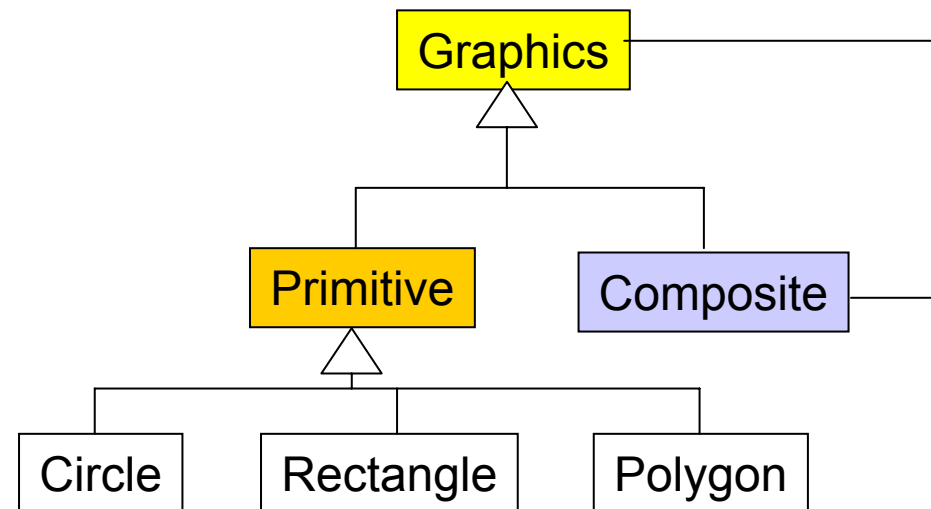 Graphics
Primitive
Composite
Circle
Rectangle
Polygon